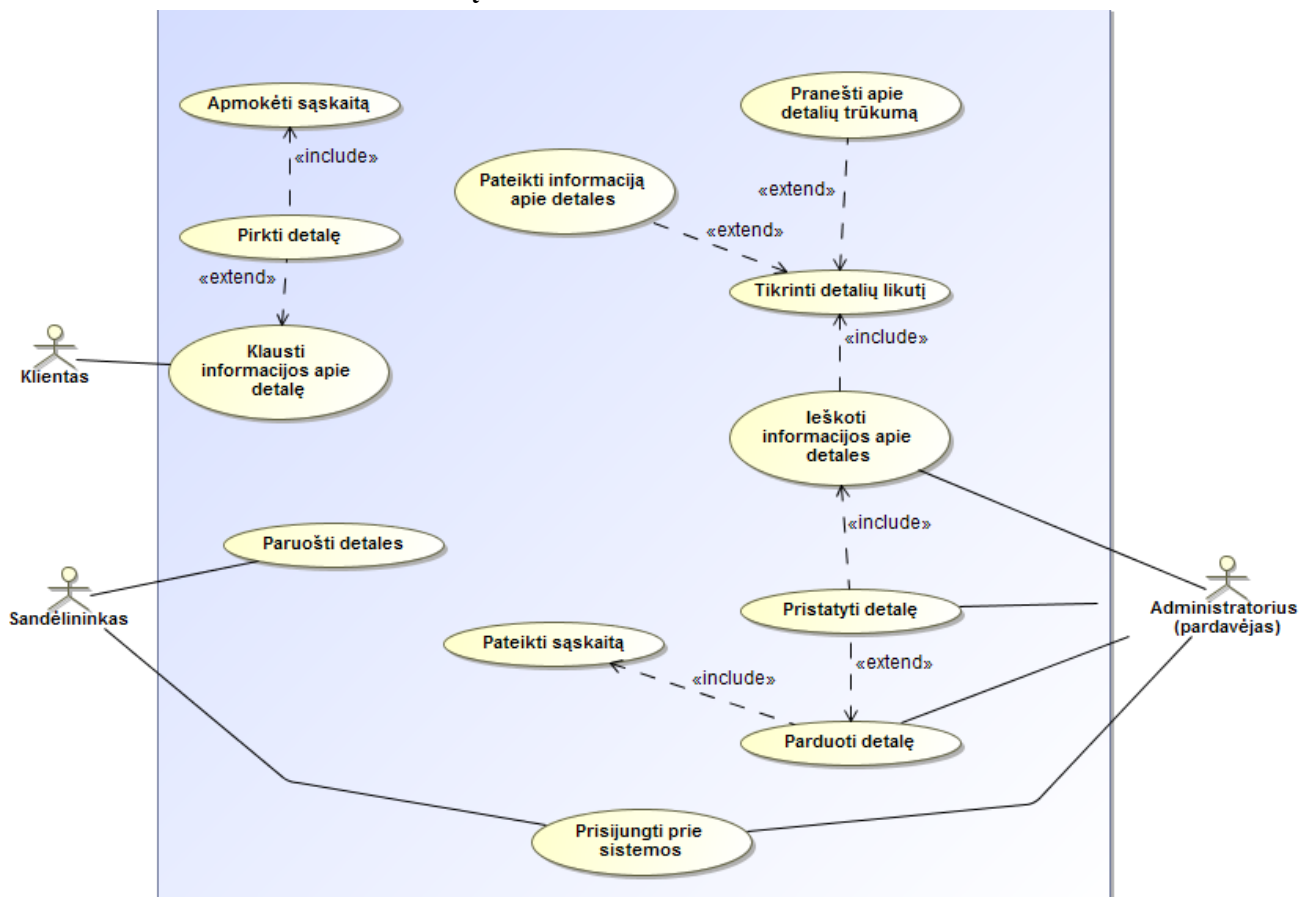 Apmokėti sąskaitą
«include»
Pirkti detalę
«extend»
Klausti
informacijos apie
detalę
Klientas
Pranešti apie
detalių trūkumą
«extend»
Pateikti informaciją
apie detales
«extend»
Tikrinti detalių likutį
«include»
Ieškoti
informacijos apie
detales
«include»
Paruošti detales
Sandėlininkas
Pristatyti detalę
Administratorius
(pardavėjas)
Pateikti sąskaitą
«include»
«extend»
Parduoti detalę
Prisijungti prie
sistemos